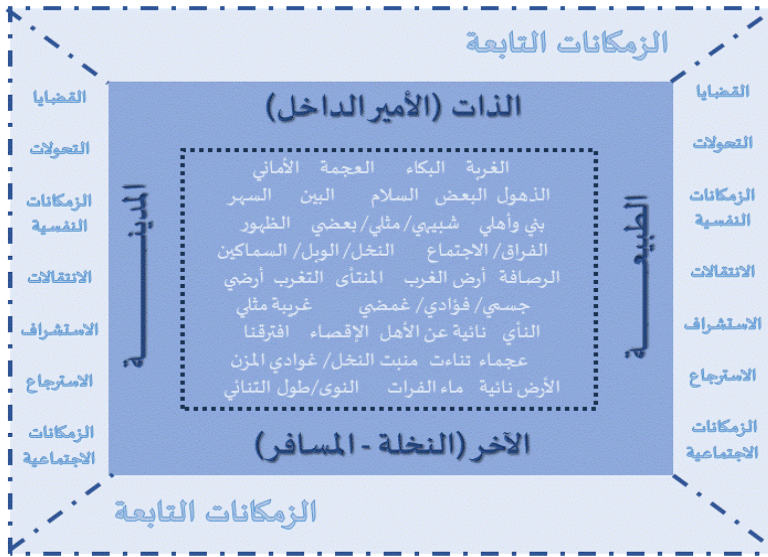 الزمكانات التابعة
القضايا
التحولات
الزمكانات
النفسية
الانتقالات
الاستشراف
الاسترجاع
الزمكانات
الاجتماعية
الذات (الأمير الداخل)
الطبيعـــــــة
الغربة البكاء العجمة الأماني
الذهول البعض السلام البين السهر
بني وأهلي شبيهي/ مثلي/ بعضي الظهور
الفراق/ الاجتماع النخل/ الوبل/ السماكين
الرصافة أرض الغرب المنتأى التغرب أرضي
جسمي/ فؤادي/ غمضي غريبة مثلي
النأي نائية عن الأهل الإقصاء افترقنا
عجماء تناءت منبت النخل/ غوادي المزن
الأرض نائية ماء الفرات النوى/طول التنائي
المدينـــــــة
الآخر (النخلة - المسافر)
القضايا
التحولات
الزمكانات
النفسية
الانتقالات
الاستشراف
الاسترجاع
الزمكانات
الاجتماعية
الزمكانات التابعة